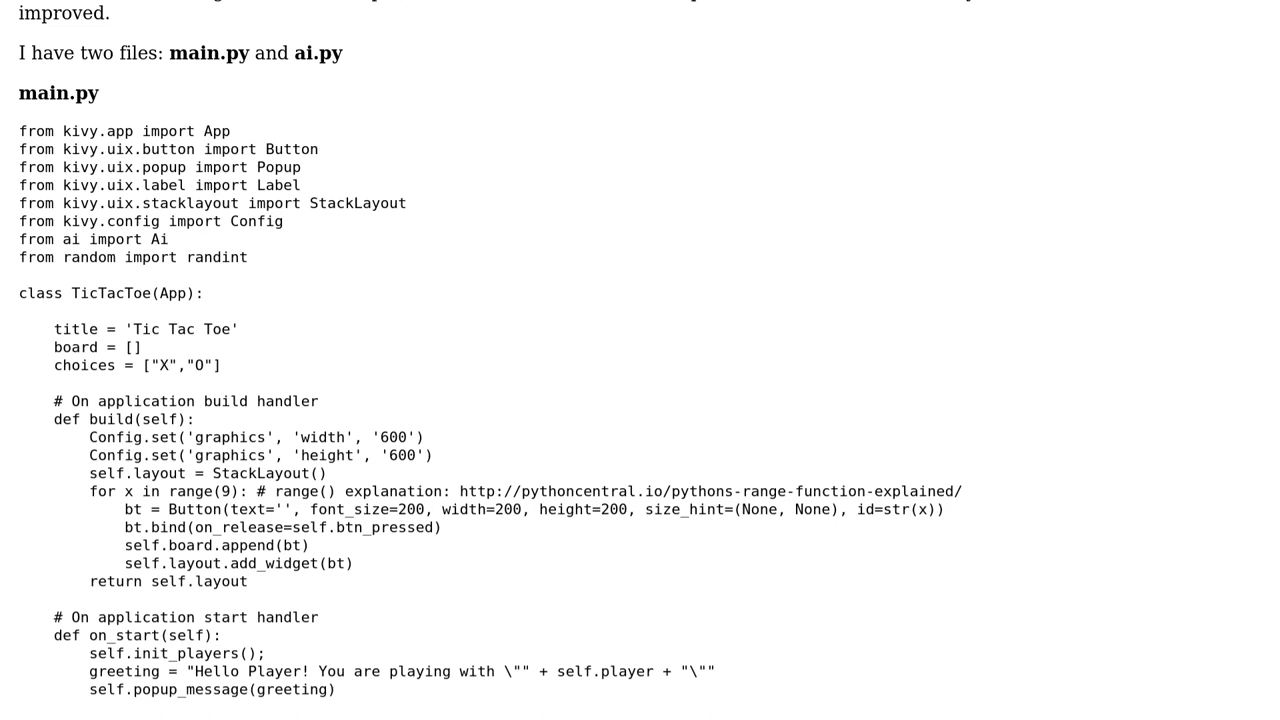 improved.
I have two files: main.py and ai.py
main.py
from kivy.app import App
from kivy.uix.button import Button
from kivy.uix.popup import Popup
from kivy.uix.label import Label
from kivy.uix.stacklayout import StackLayout
from kivy.config import Config
from ai import Ai
from random import randint
class TicTacToe(App):
    title = 'Tic Tac Toe'
    board = []
    choices = ["X","O"]
    # On application build handler
    def build(self):
        Config.set('graphics', 'width', '600')
        Config.set('graphics', 'height', '600')
        self.layout = StackLayout()
        for x in range(9): # range() explanation: http://pythoncentral.io/pythons-range-function-explained/
            bt = Button(text='', font_size=200, width=200, height=200, size_hint=(None, None), id=str(x))
            bt.bind(on_release=self.btn_pressed)
            self.board.append(bt)
            self.layout.add_widget(bt)
        return self.layout
    # On application start handler
    def on_start(self):
        self.init_players();
        greeting = "Hello Player! You are playing with \"" + self.player + "\""
        self.popup_message(greeting)